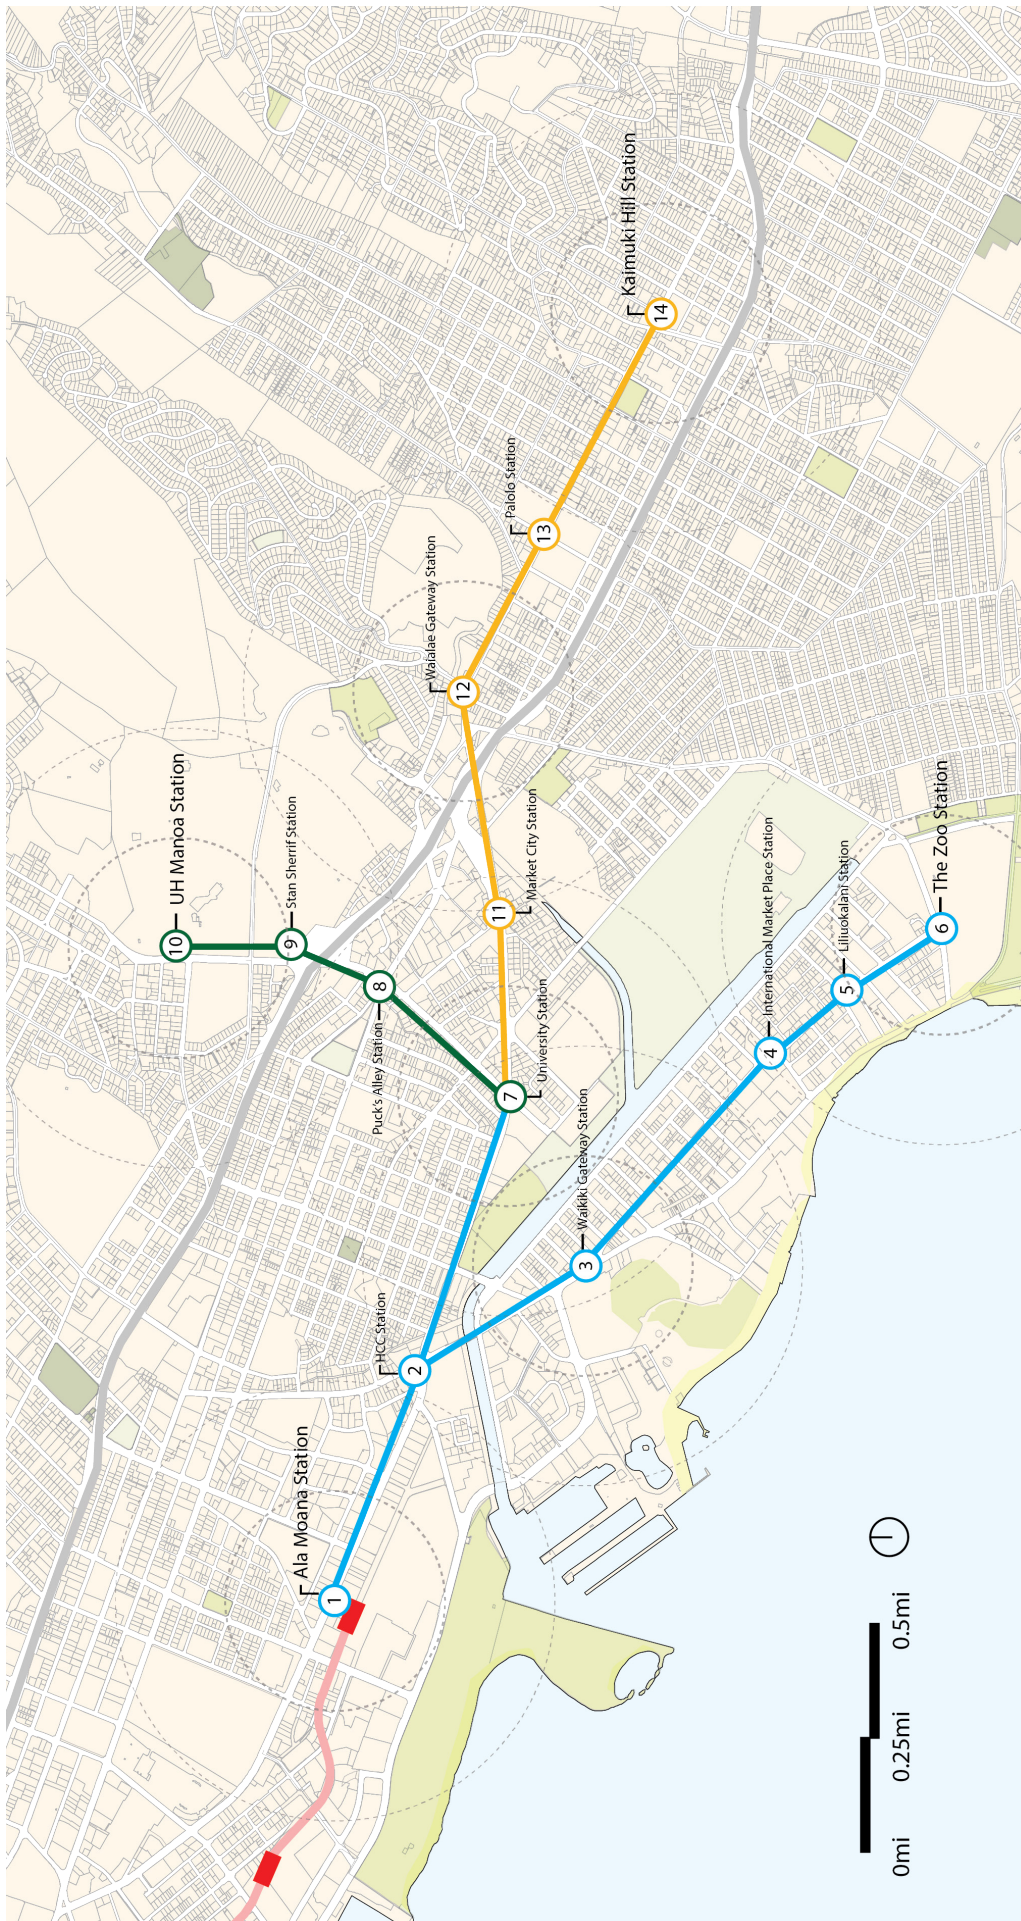 Kaimuki Hill Station
14
Palolo Station
13
Waialae Gateway Station
12
UH Manoa Station
10
Stan Sherrif Station
9
Market City Station
11
Puck's Alley Station
8
University Station
7
International Market Place Station
4
Liliuokalani Station
5
The Zoo Station
6
Waikiki Gateway Station
3
HCC Station
2
Ala Moana Station
1
0mi
0.25mi
0.5mi